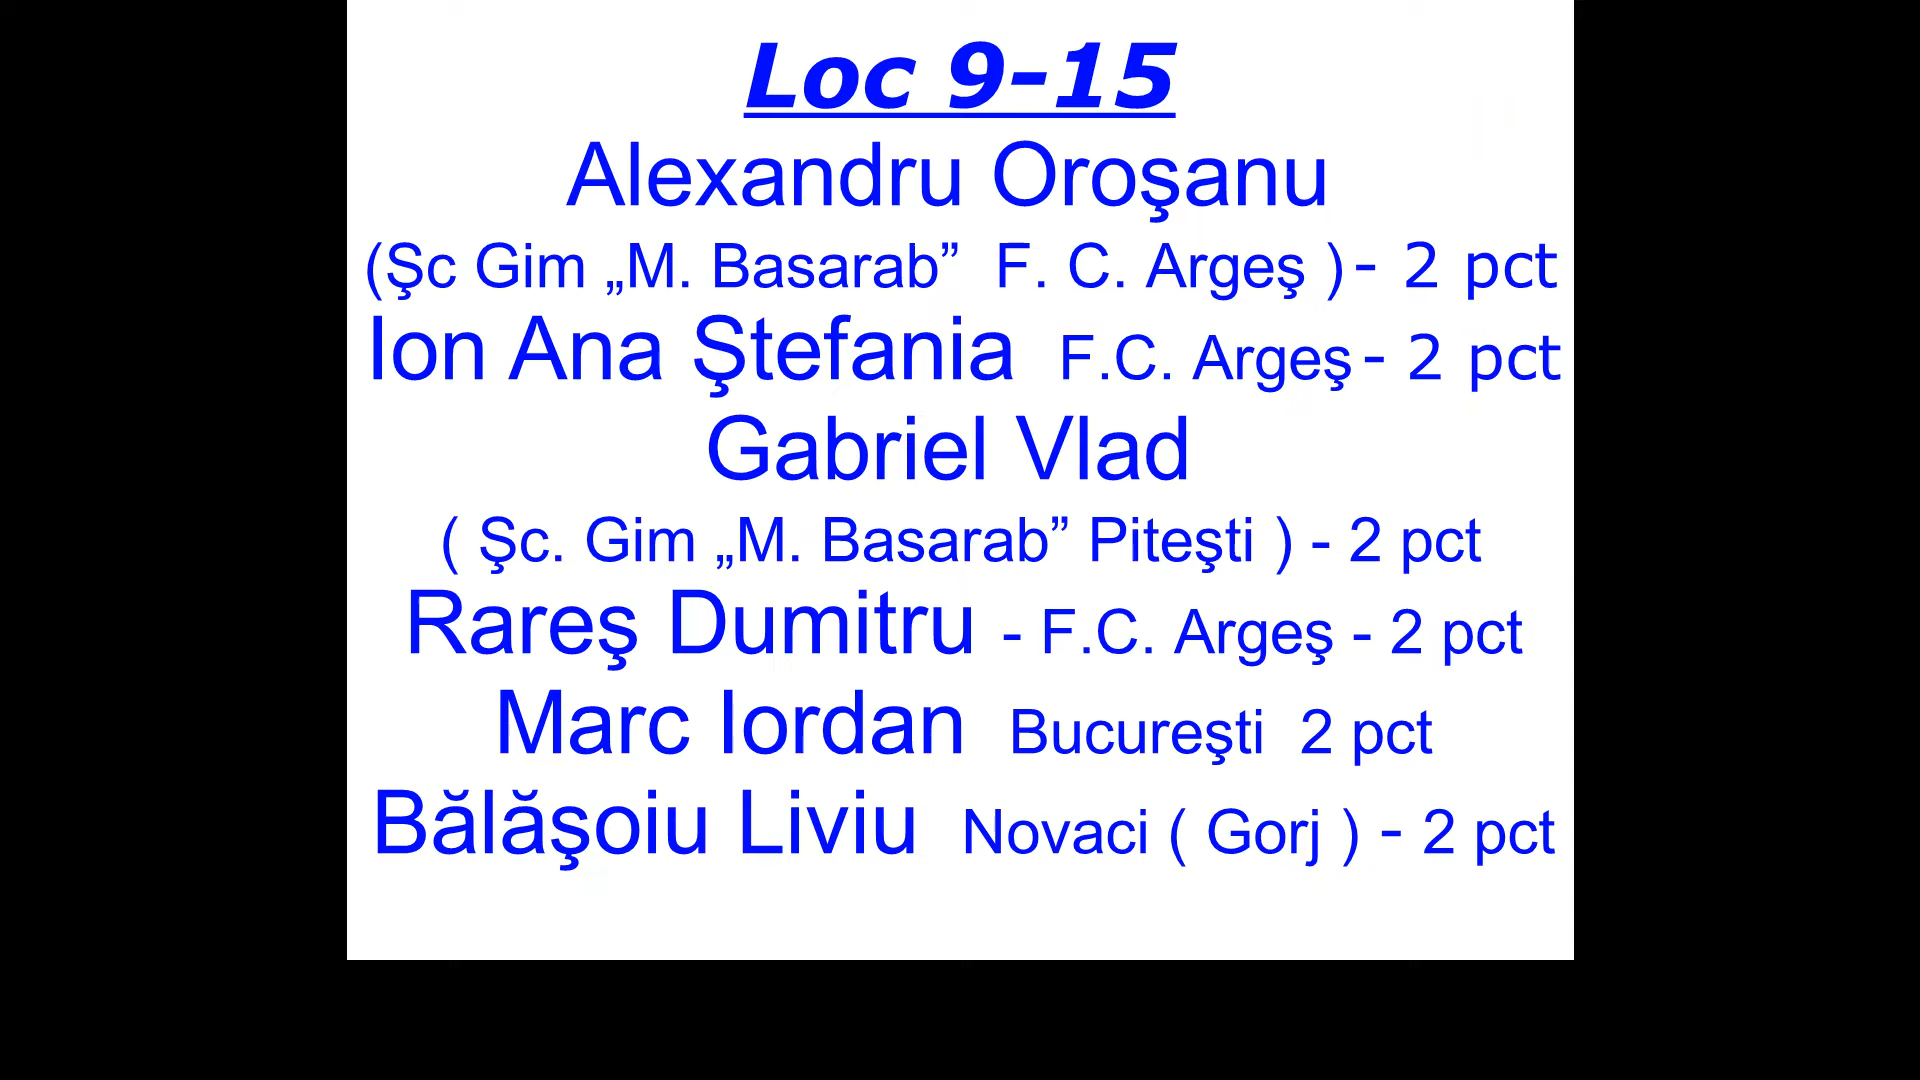 Loc 9-15
Alexandru Oroşanu
(Şc Gim „M. Basarab” F. C. Argeş ) - 2 pct
Ion Ana Ştefania F.C. Argeş - 2 pct
Gabriel Vlad
( Şc. Gim „M. Basarab” Piteşti ) - 2 pct
Rareş Dumitru - F.C. Argeş - 2 pct
Marc Iordan Bucureşti 2 pct
Bălăşoiu Liviu Novaci ( Gorj ) - 2 pct